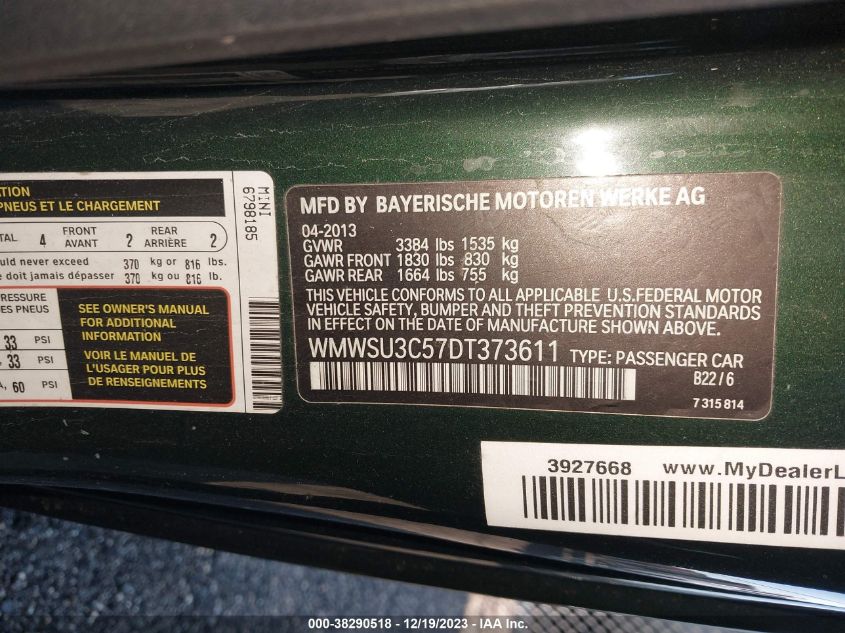 ATION
PNEUS ET LE CHARGEMENT
TAL 4 FRONT AVANT 2 REAR ARRIÈRE 2
uld never exceed 370 kg or 816 lbs.
e doit jamais dépasser 370 kg ou 816 lb.
RESSURE
ES PNEUS
33 PSI
33 PSI
A, 60 PSI
SEE OWNER'S MANUAL
FOR ADDITIONAL
INFORMATION
VOIR LE MANUEL DE
L'USAGER POUR PLUS
DE RENSEIGNEMENTS
MINI
6798185
MFD BY BAYERISCHE MOTOREN WERKE AG
04-2013
GVWR 3384 lbs 1535 kg
GAWR FRONT 1830 lbs 830 kg
GAWR REAR 1664 lbs 755 kg
THIS VEHICLE CONFORMS TO ALL APPLICABLE U.S.FEDERAL MOTOR
VEHICLE SAFETY, BUMPER AND THEFT PREVENTION STANDARDS
IN EFFECT ON THE DATE OF MANUFACTURE SHOWN ABOVE.
WMWSU3C57DT373611 TYPE: PASSENGER CAR
B22/6
7 315 814
3927668 www.MyDealerL
000-38290518 - 12/19/2023 - IAA Inc.